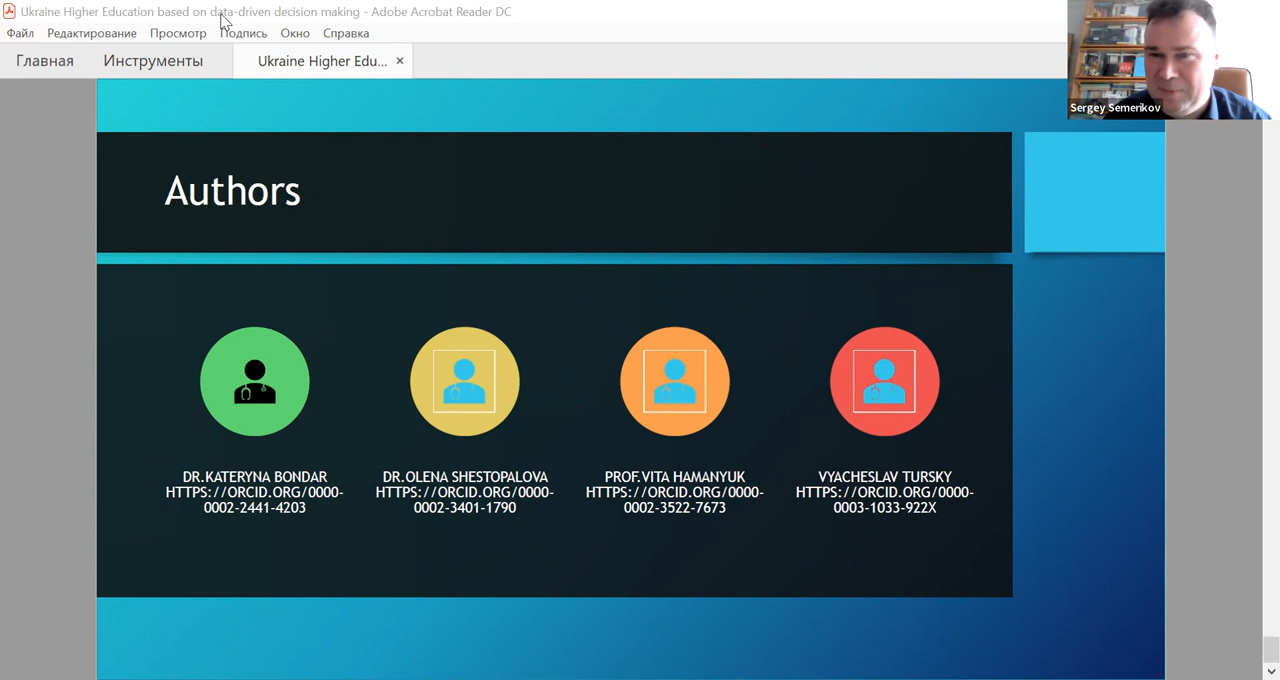 Ukraine Higher Education based on data-driven decision making - Adobe Acrobat Reader DC
Файл Редактирование Просмотр Подпись Окно Справка
Главная Инструменты Ukraine Higher Edu... ×
Sergey Semerikov
Authors
DR.KATERYNA BONDAR
HTTPS://ORCID.ORG/0000-
0002-2441-4203
DR.OLENA SHESTOPALOVA
HTTPS://ORCID.ORG/0000-
0002-3401-1790
PROF.VITA HAMANYUK
HTTPS://ORCID.ORG/0000-
0002-3522-7673
VYACHESLAV TURSKY
HTTPS://ORCID.ORG/0000-
0003-1033-922X